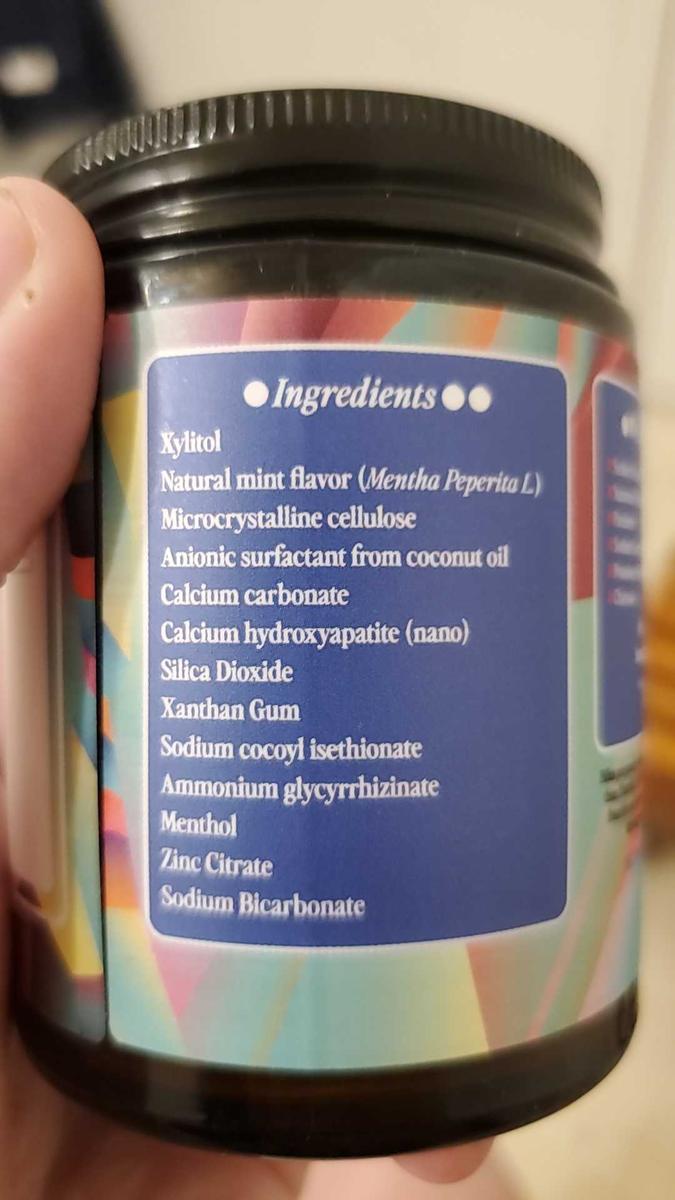 Ingredients
Xylitol
Natural mint flavor (Mentha Peperita L)
Microcrystalline cellulose
Anionic surfactant from coconut oil
Calcium carbonate
Calcium hydroxyapatite (nano)
Silica Dioxide
Xanthan Gum
Sodium cocoyl isethionate
Ammonium glycyrrhizinate
Menthol
Zinc Citrate
Sodium Bicarbonate